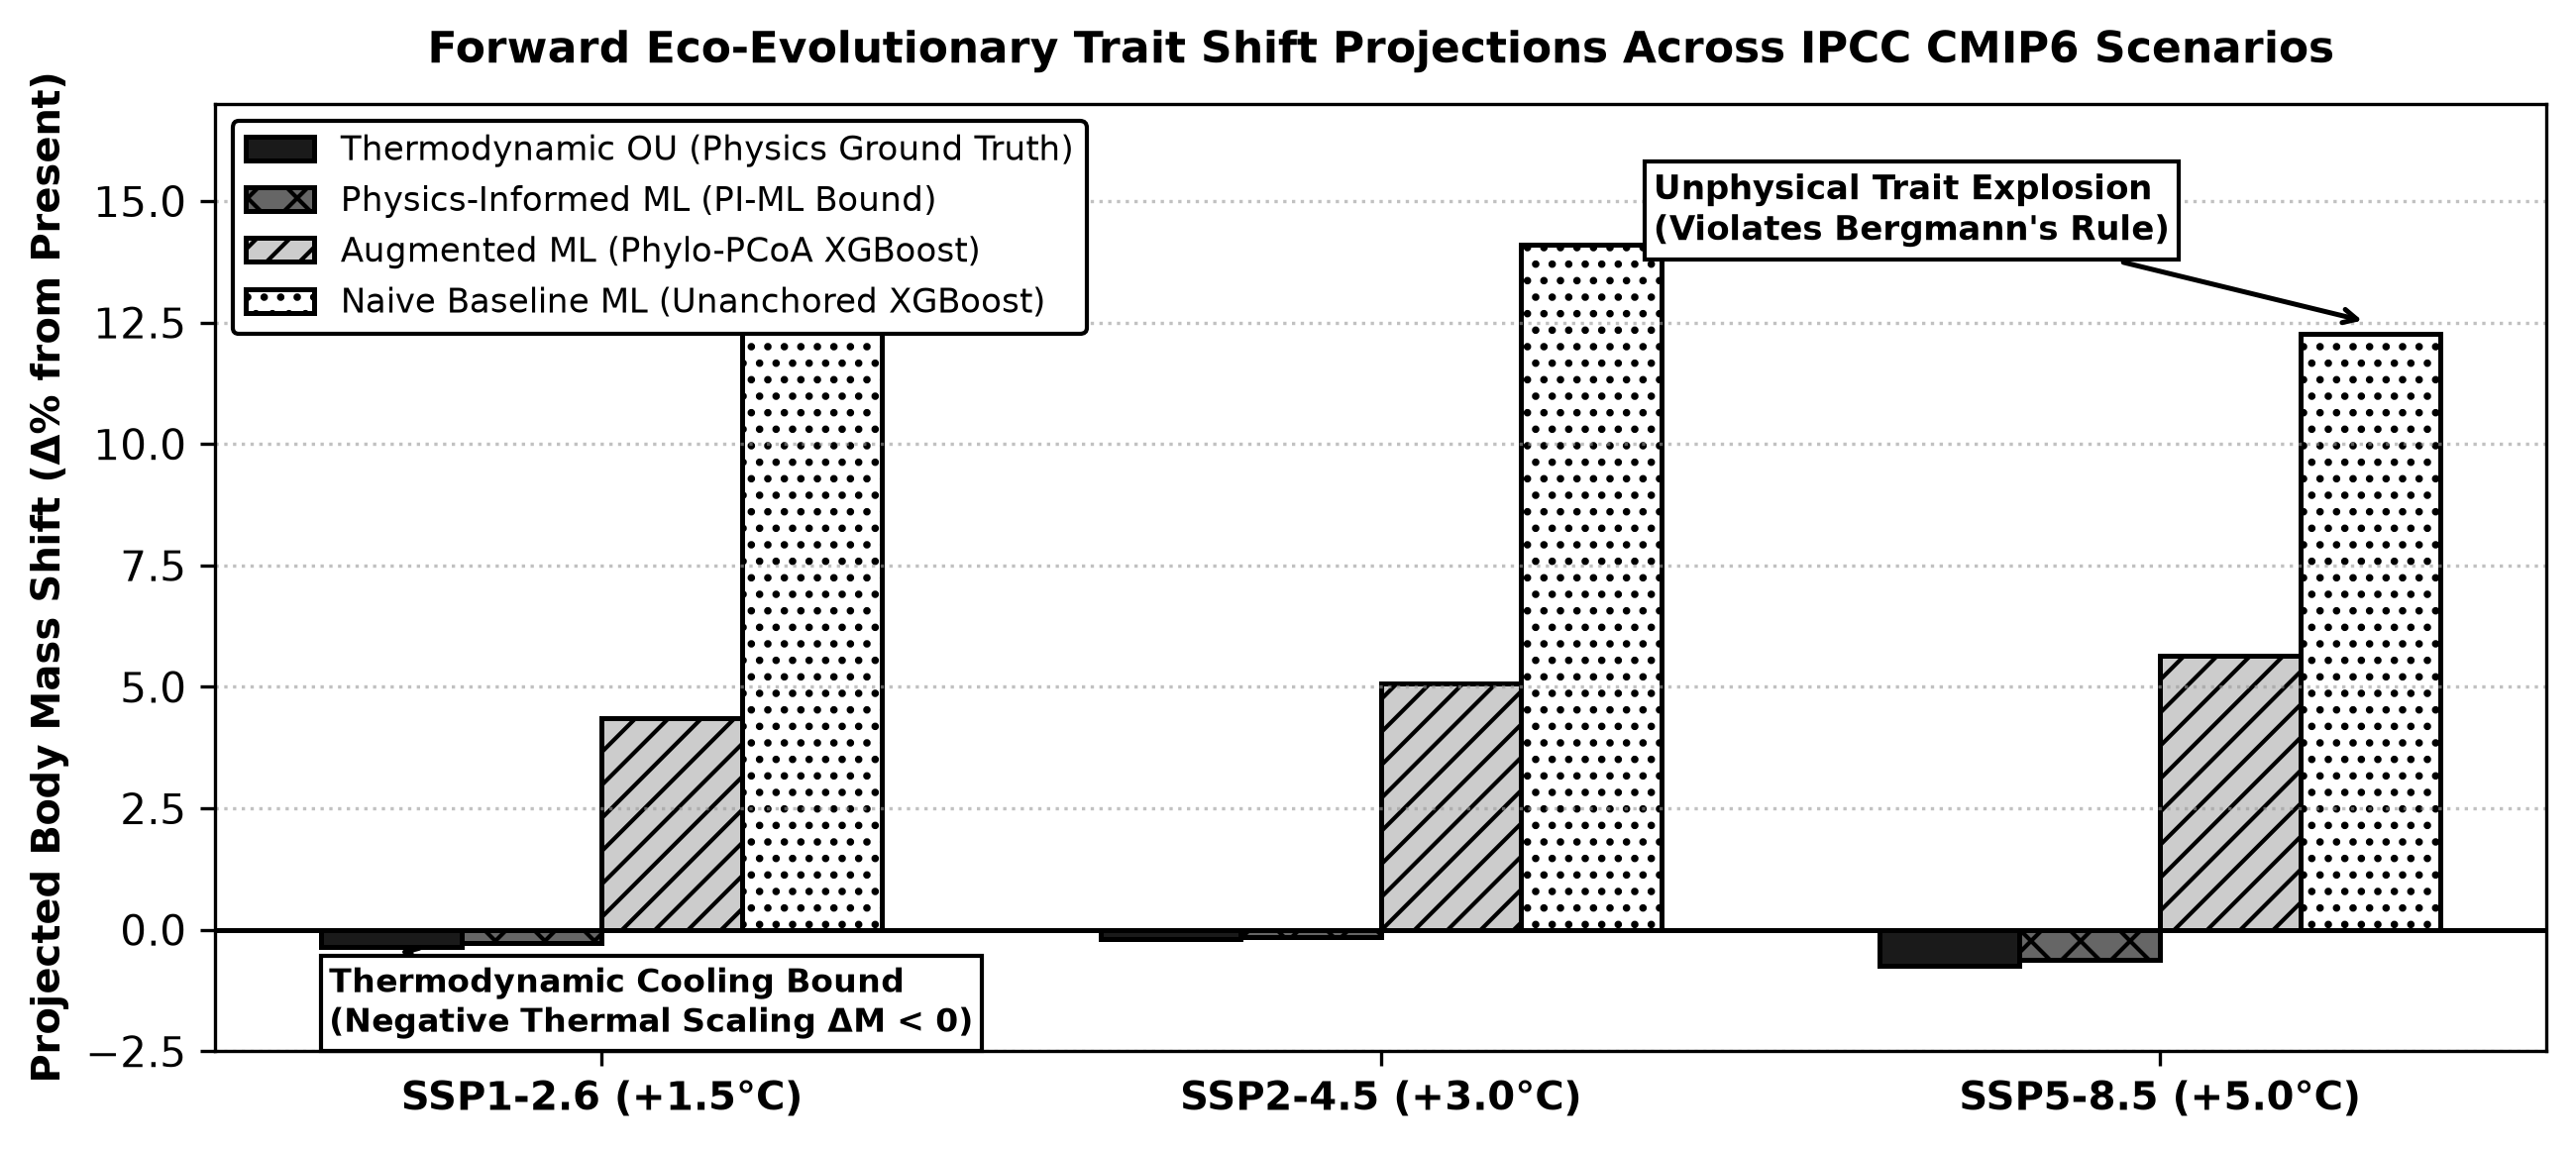 Forward Eco-Evolutionary Trait Shift Projections Across IPCC CMIP6 Scenarios
Projected Body Mass Shift (Δ% from Present)
15.0
12.5
10.0
7.5
5.0
2.5
0.0
−2.5
Thermodynamic OU (Physics Ground Truth)
Physics-Informed ML (PI-ML Bound)
Augmented ML (Phylo-PCoA XGBoost)
Naive Baseline ML (Unanchored XGBoost)
Unphysical Trait Explosion
(Violates Bergmann's Rule)
Thermodynamic Cooling Bound
(Negative Thermal Scaling ΔM < 0)
SSP1-2.6 (+1.5°C)
SSP2-4.5 (+3.0°C)
SSP5-8.5 (+5.0°C)